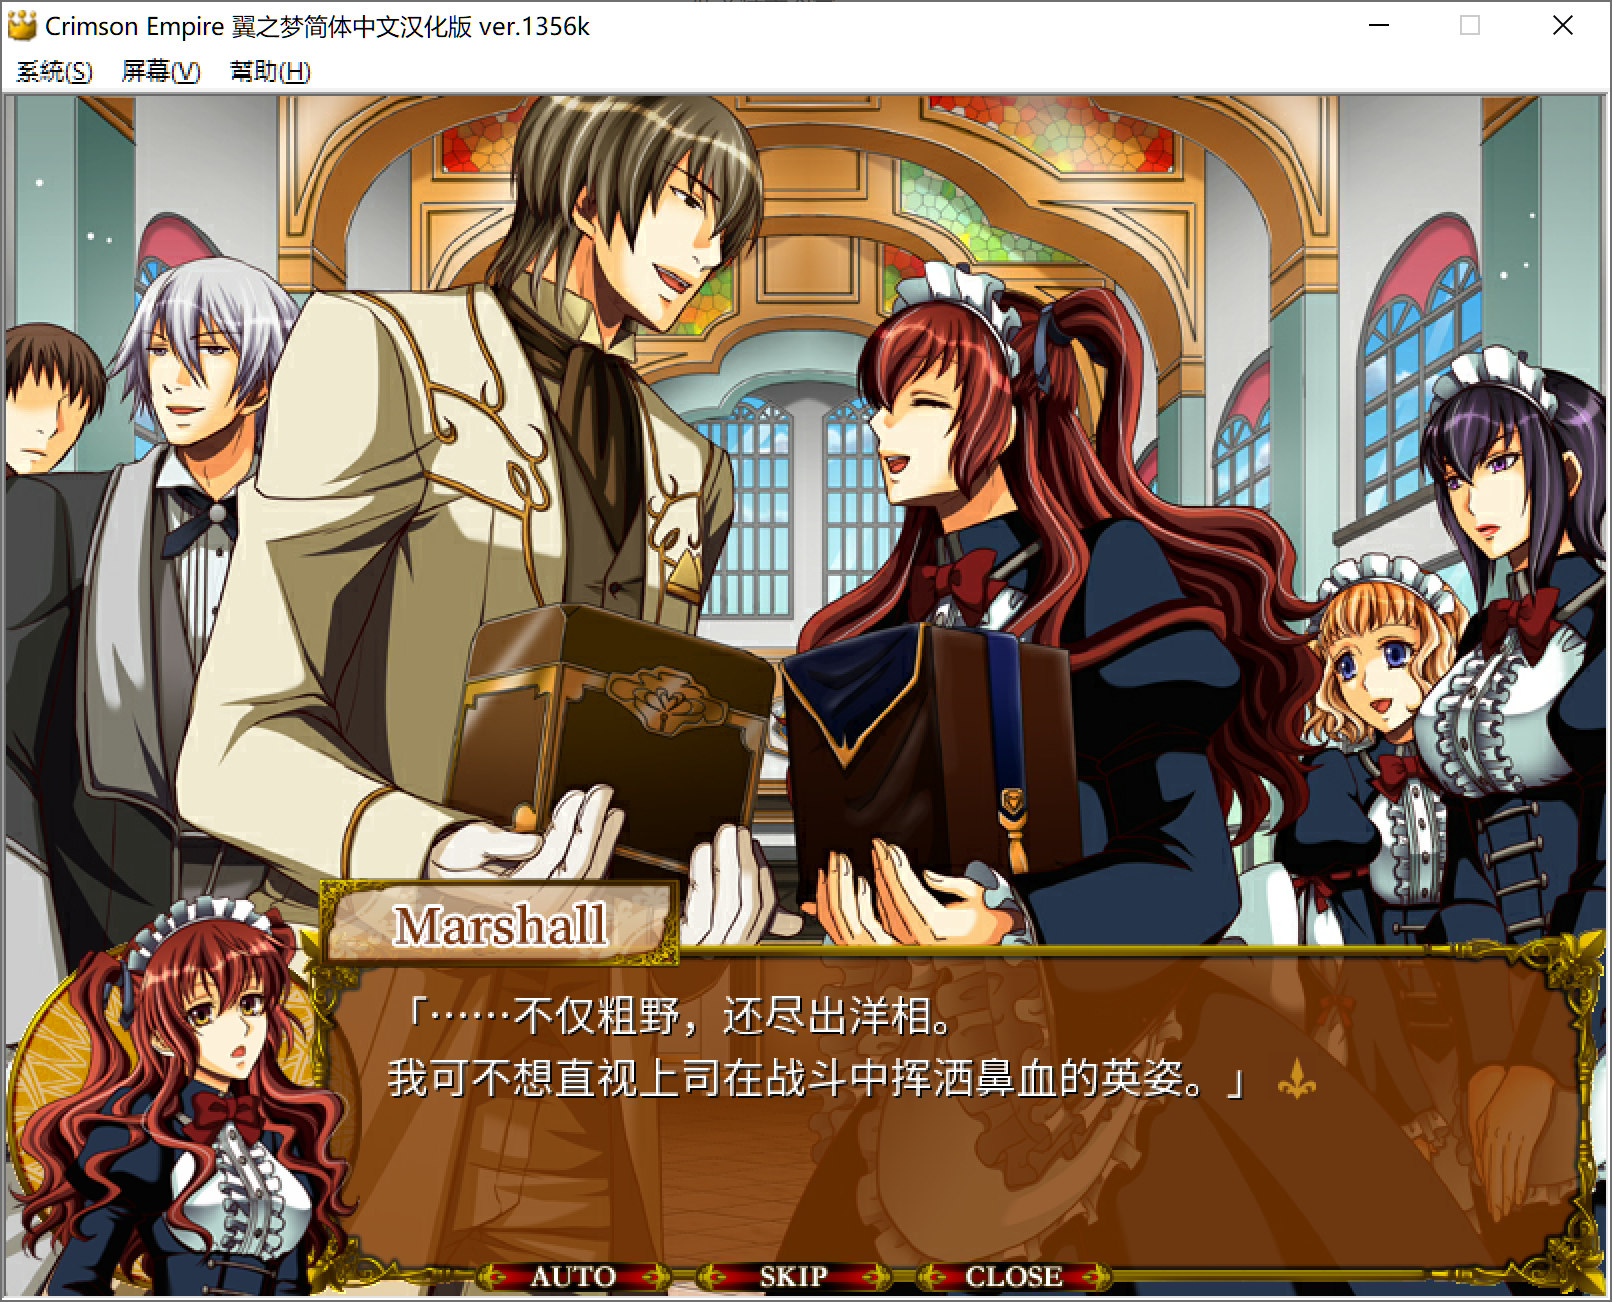 Crimson Empire 翼之梦简体中文汉化版 ver.1356k
系統(S) 屏幕(V) 幫助(H)
Marshall
「……不仅粗野，还尽出洋相。
我可不想直视上司在战斗中挥洒鼻血的英姿。」
AUTO SKIP CLOSE